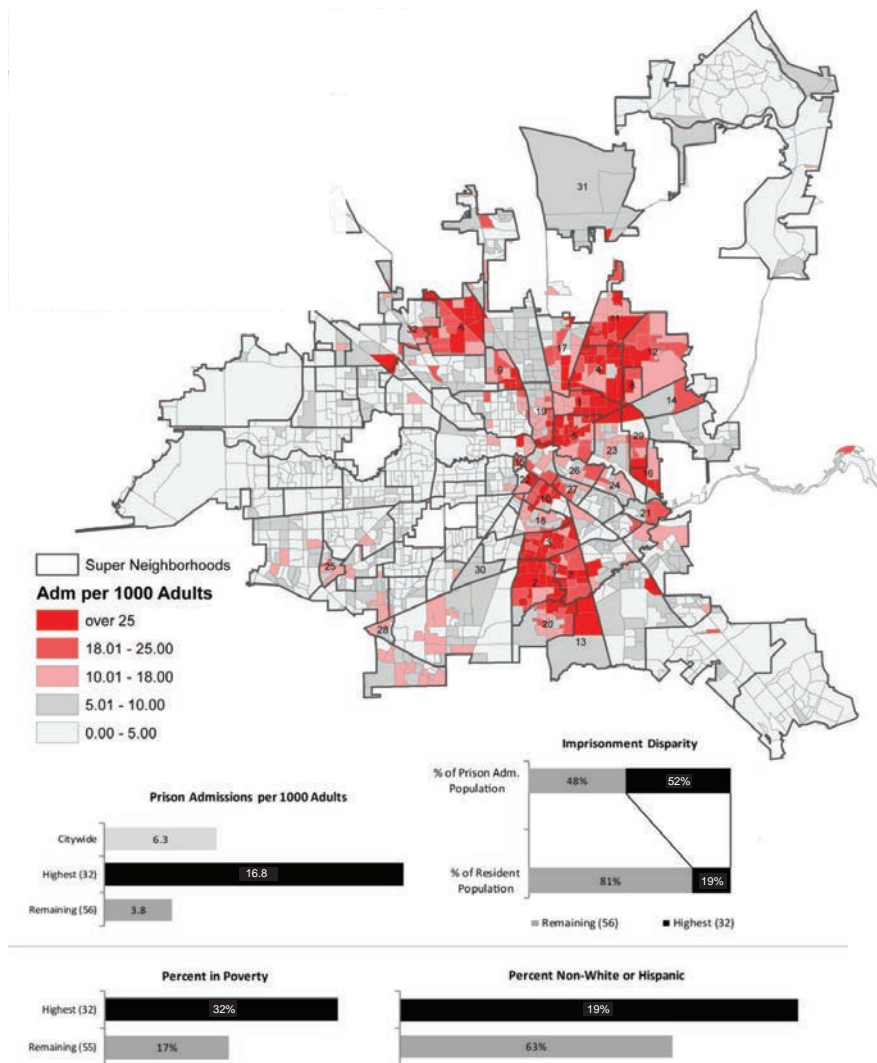 31
11
32
6
17
12
4
9
8
14
1
19
5
29
23
16
26
22
24
27
10
21
18
3
25
30
2
7
28
20
13
Super Neighborhoods
Adm per 1000 Adults
over 25
18.01 - 25.00
10.01 - 18.00
5.01 - 10.00
0.00 - 5.00
Imprisonment Disparity
% of Prison Adm.
Population
48%
52%
Prison Admissions per 1000 Adults
Citywide
6.3
Highest (32)
16.8
% of Resident
Population
81%
19%
Remaining (56)
3.8
Remaining (56)
Highest (32)
Percent in Poverty
Percent Non-White or Hispanic
Highest (32)
32%
19%
Remaining (55)
17%
63%